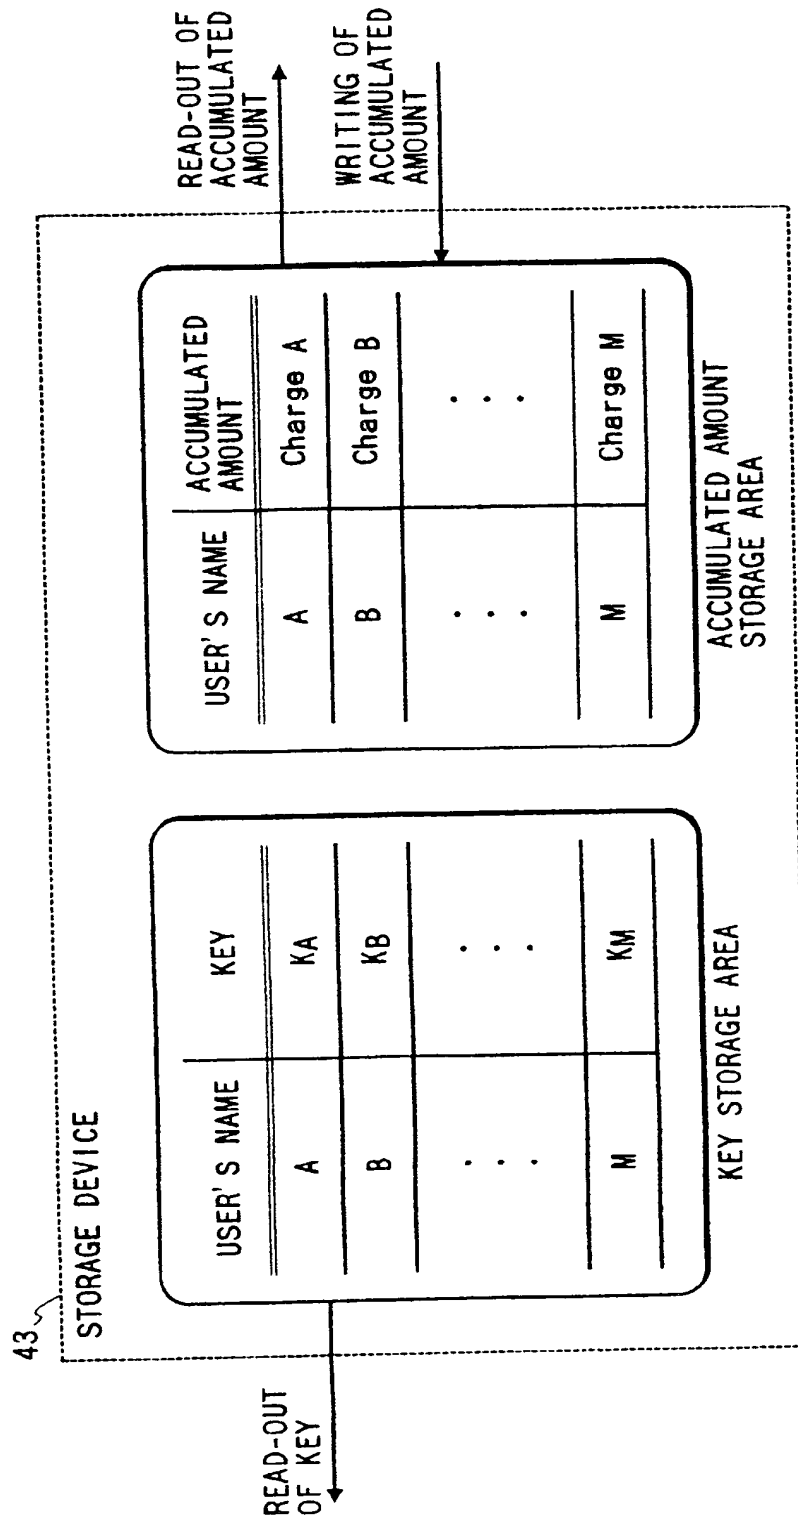 43
STORAGE DEVICE
READ-OUT
OF KEY
USER'S NAME KEY
A KA
B KB
. . . . . .
M KM
KEY STORAGE AREA
USER'S NAME ACCUMULATED
AMOUNT
A Charge A
B Charge B
. . . . . .
M Charge M
ACCUMULATED AMOUNT
STORAGE AREA
READ-OUT OF
ACCUMULATED
AMOUNT
WRITING OF
ACCUMULATED
AMOUNT